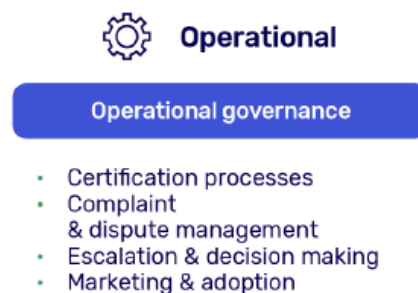 Operational
Operational governance
• Certification processes
• Complaint
& dispute management
• Escalation & decision making
• Marketing & adoption